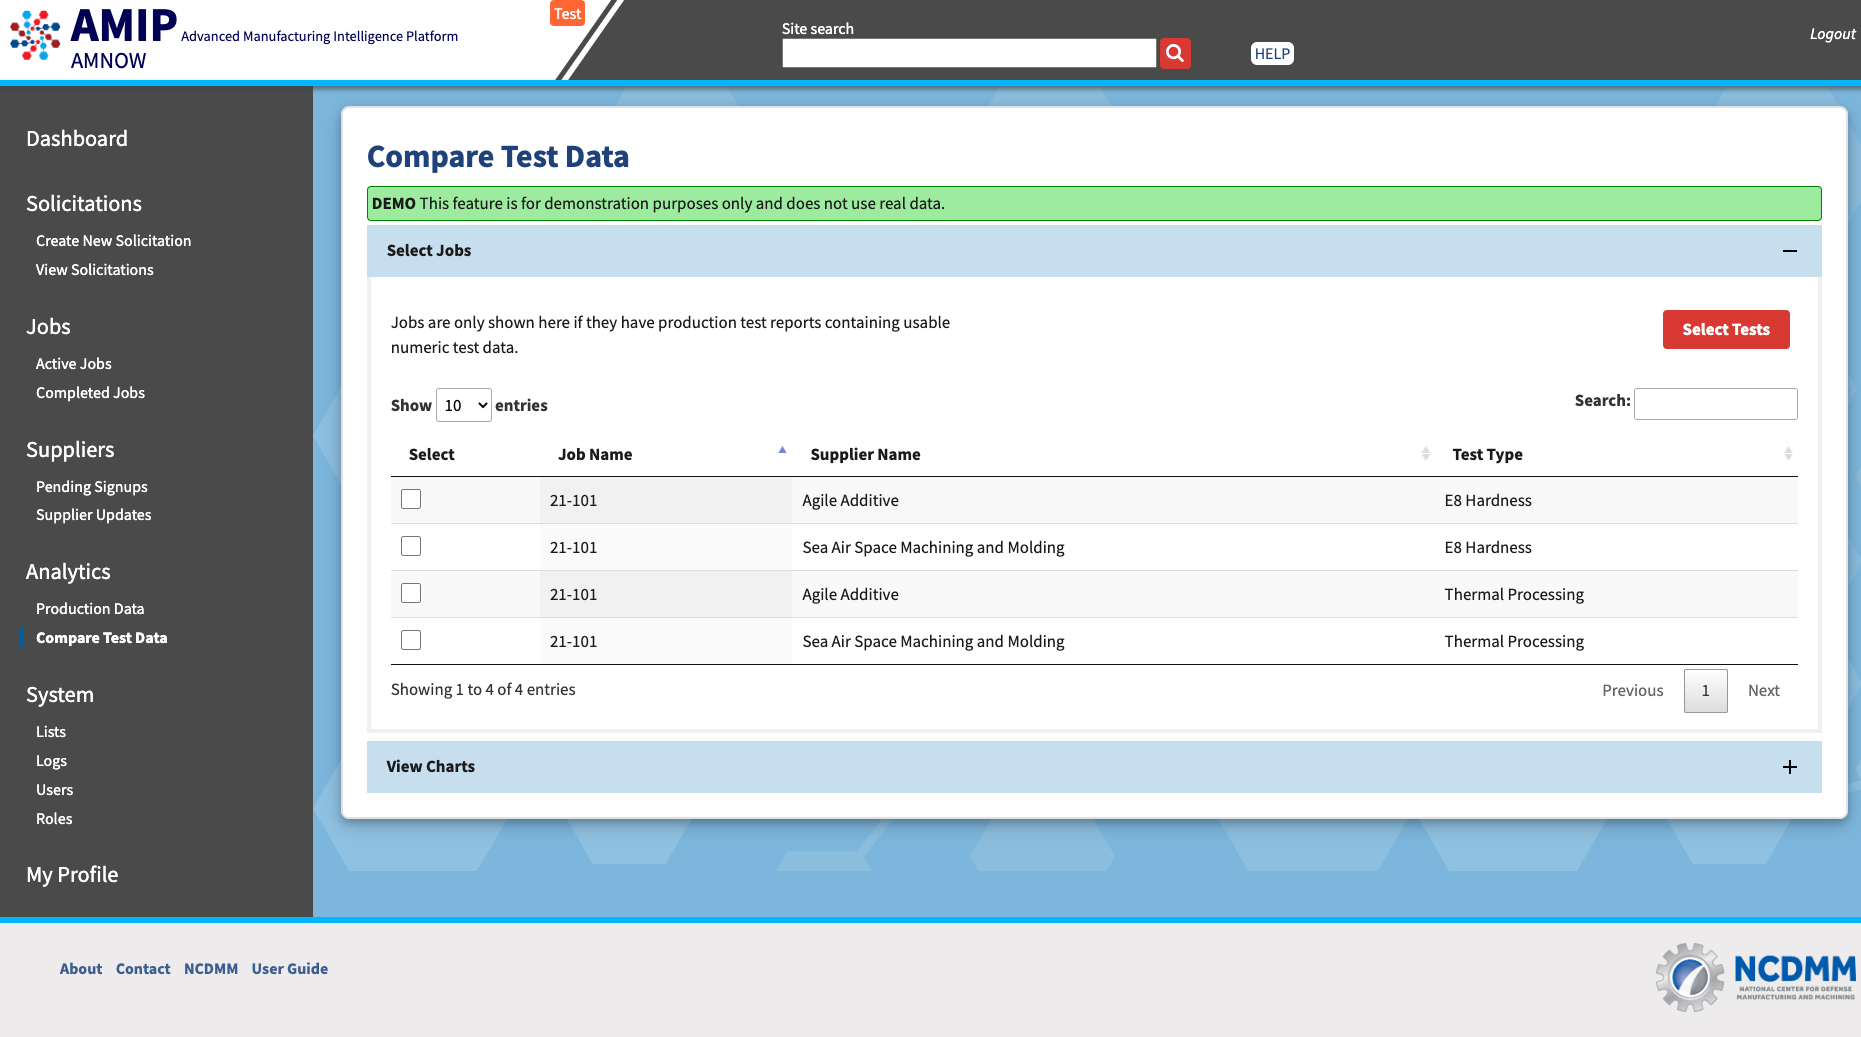 AMIP Advanced Manufacturing Intelligence Platform
AMNOW
Test
Site search
HELP
Logout
Dashboard
Solicitations
Create New Solicitation
View Solicitations
Jobs
Active Jobs
Completed Jobs
Suppliers
Pending Signups
Supplier Updates
Analytics
Production Data
Compare Test Data
System
Lists
Logs
Users
Roles
My Profile
Compare Test Data
DEMO This feature is for demonstration purposes only and does not use real data.
Select Jobs
Jobs are only shown here if they have production test reports containing usable
numeric test data.
Select Tests
Show 10 entries
Search:
Select Job Name Supplier Name Test Type
21-101 Agile Additive E8 Hardness
21-101 Sea Air Space Machining and Molding E8 Hardness
21-101 Agile Additive Thermal Processing
21-101 Sea Air Space Machining and Molding Thermal Processing
Showing 1 to 4 of 4 entries
Previous 1 Next
View Charts
About Contact NCDMM User Guide
NCDMM
NATIONAL CENTER FOR DEFENSE
MANUFACTURING AND MACHINING